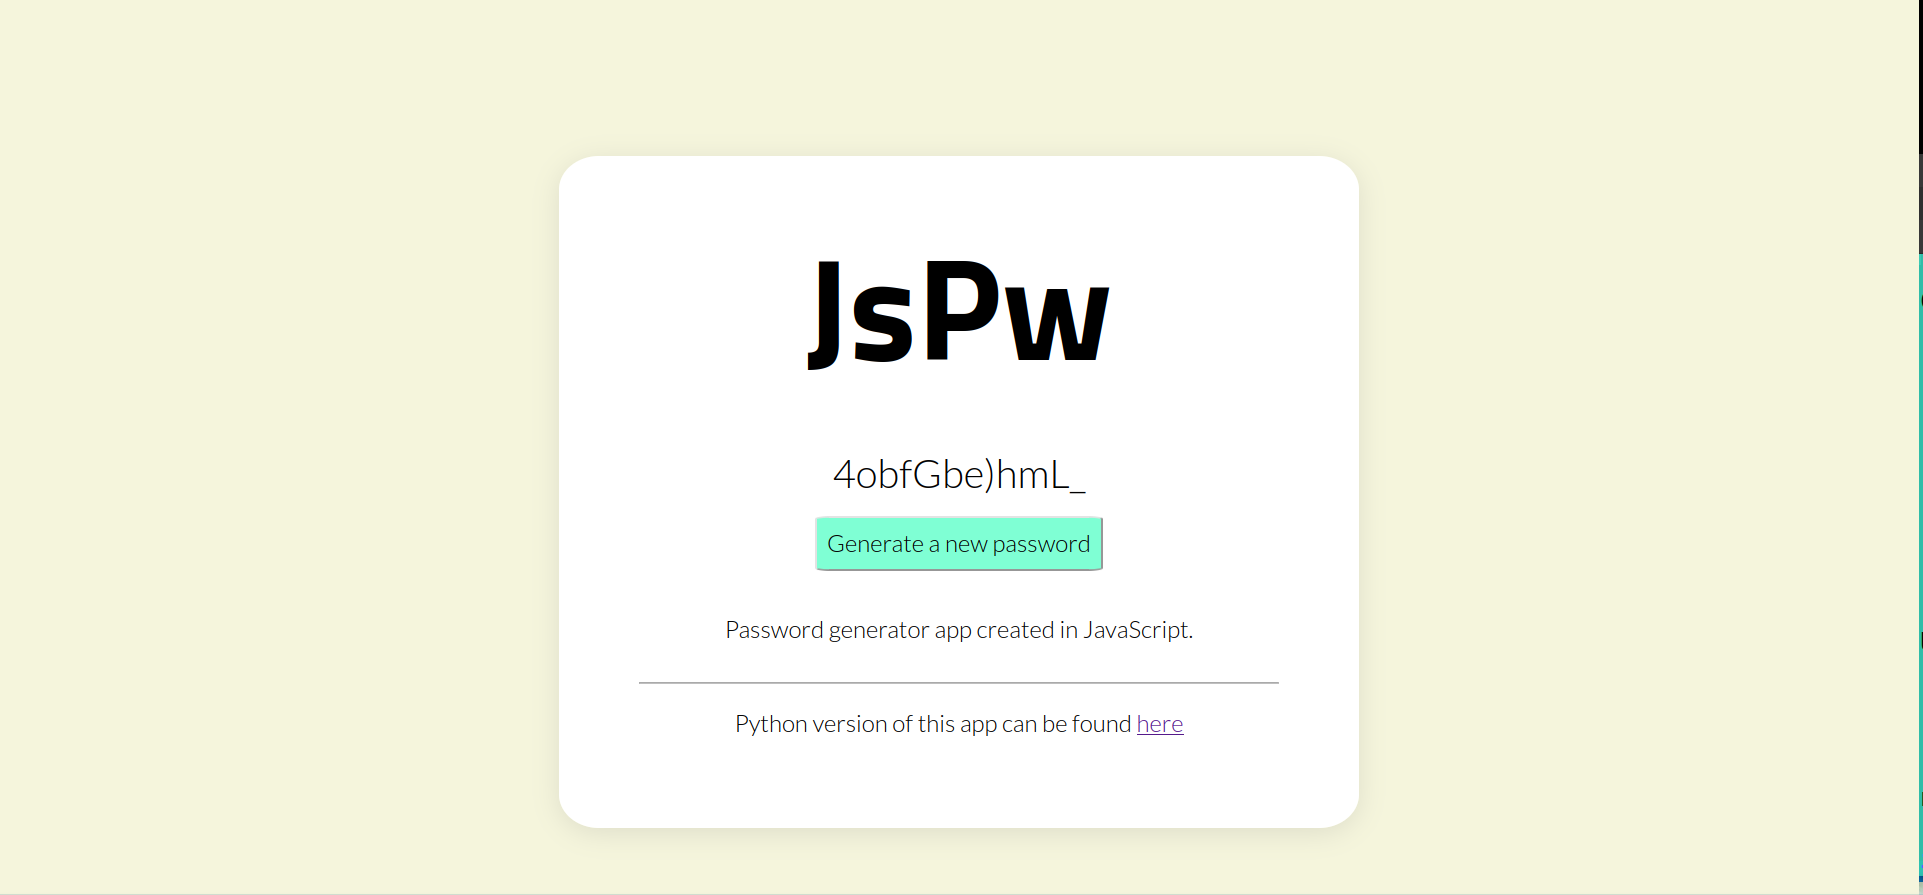 JsPw
4obfGbe)hmL_
Generate a new password
Password generator app created in JavaScript.
Python version of this app can be found here